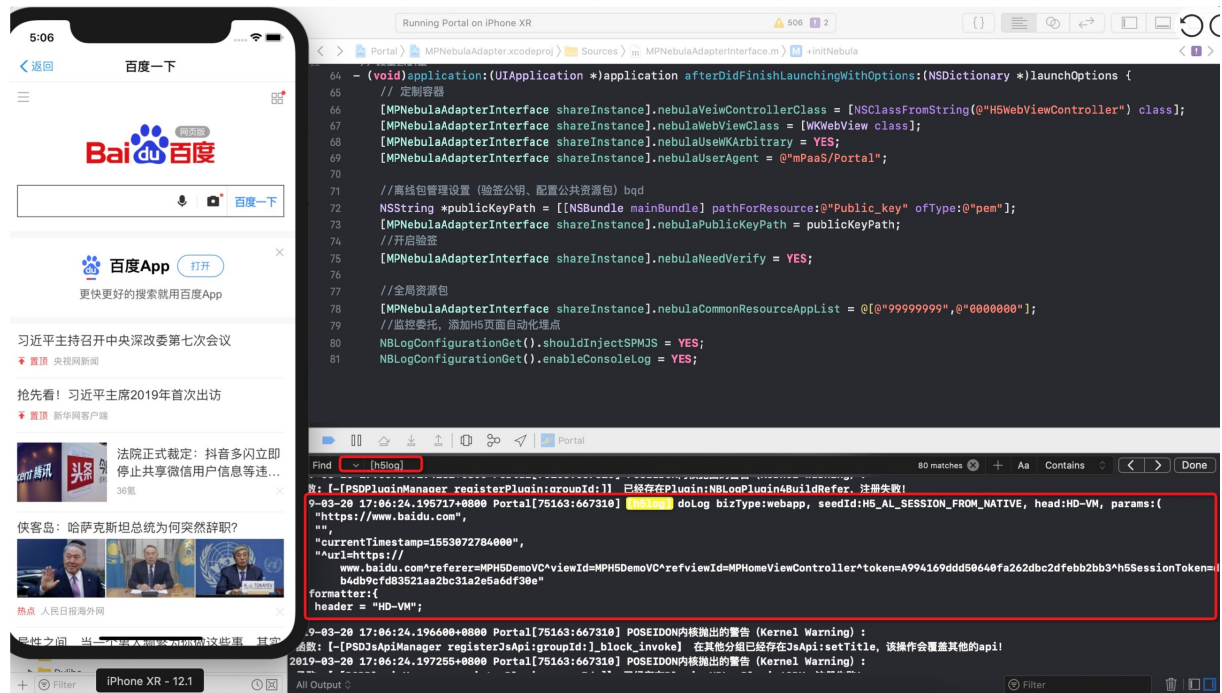 Running Portal on iPhone XR
506
2
5:06
返回
百度一下
Portal
MPNebulaAdapter.xcodeproj
Sources
MPNebulaAdapterInterface.m
M
+initNebula
网页版
Bai du 百度
百度一下
百度App
打开
更快更好的搜索就用百度App
习近平主持召开中央深改委第七次会议
置顶 央视网新闻
抢先看！习近平主席2019年首次出访
置顶 新华网客户端
法院正式裁定：抖音多闪立即
停止共享微信用户信息等违...
36氪
侠客岛：哈萨克斯坦总统为何突然辞职?
热点 人民日报海外网
iPhone XR - 12.1
Filter
64 - (void)application:(UIApplication *)application afterDidFinishLaunchingWithOptions:(NSDictionary *)launchOptions {
65 // 定制容器
66 [MPNebulaAdapterInterface shareInstance].nebulaVeiwControllerClass = [NSClassFromString(@"H5WebViewController") class];
67 [MPNebulaAdapterInterface shareInstance].nebulaWebViewClass = [WKWebView class];
68 [MPNebulaAdapterInterface shareInstance].nebulaUseWKArbitrary = YES;
69 [MPNebulaAdapterInterface shareInstance].nebulaUserAgent = @"mPaaS/Portal";
70
71 //离线包管理设置（验签公钥、配置公共资源包）bqd
72 NSString *publicKeyPath = [[NSBundle mainBundle] pathForResource:@"Public_key" ofType:@"pem"];
73 [MPNebulaAdapterInterface shareInstance].nebulaPublicKeyPath = publicKeyPath;
74 //开启验签
75 [MPNebulaAdapterInterface shareInstance].nebulaNeedVerify = YES;
76
77 //全局资源包
78 [MPNebulaAdapterInterface shareInstance].nebulaCommonResourceAppList = @[@"99999999",@"0000000"];
79 //监控委托，添加H5页面自动化埋点
80 NBLogConfigurationGet().shouldInjectSPMJS = YES;
81 NBLogConfigurationGet().enableConsoleLog = YES;
Portal
Find [h5log] 80 matches Aa Contains Done
数: [-[PSDPluginManager registerPlugin:groupId:]] 已经存在Plugin:NBLogPlugin4BuildRefer，注册失败!
9-03-20 17:06:24.195717+0800 Portal[75163:667310] [h5log] doLog bizType:webapp, seedId:H5_AL_SESSION_FROM_NATIVE, head:HD-VM, params:(
"https://www.baidu.com",
"",
"currentTimestamp=1553072784000",
"^url=https://
www.baidu.com^referer=MPH5DemoVC^viewId=MPH5DemoVC^refviewId=MPHomeViewController^token=A994169ddd50640fa262dbc2dfebb2bb3^h5SessionToken=
b4db9cfd83521aa2bc31a2e5a6df30e"
formatter:{
header = "HD-VM";
9-03-20 17:06:24.196600+0800 Portal[75163:667310] POSEIDON内核抛出的警告 (Kernel Warning) :
函数: [-[PSDJsApiManager registerJsApi:groupId:]_block_invoke] 在其他分组已经存在JsApi:setTitle，该操作会覆盖其他的api!
2019-03-20 17:06:24.197255+0800 Portal[75163:667310] POSEIDON内核抛出的警告 (Kernel Warning) :
All Output
Filter